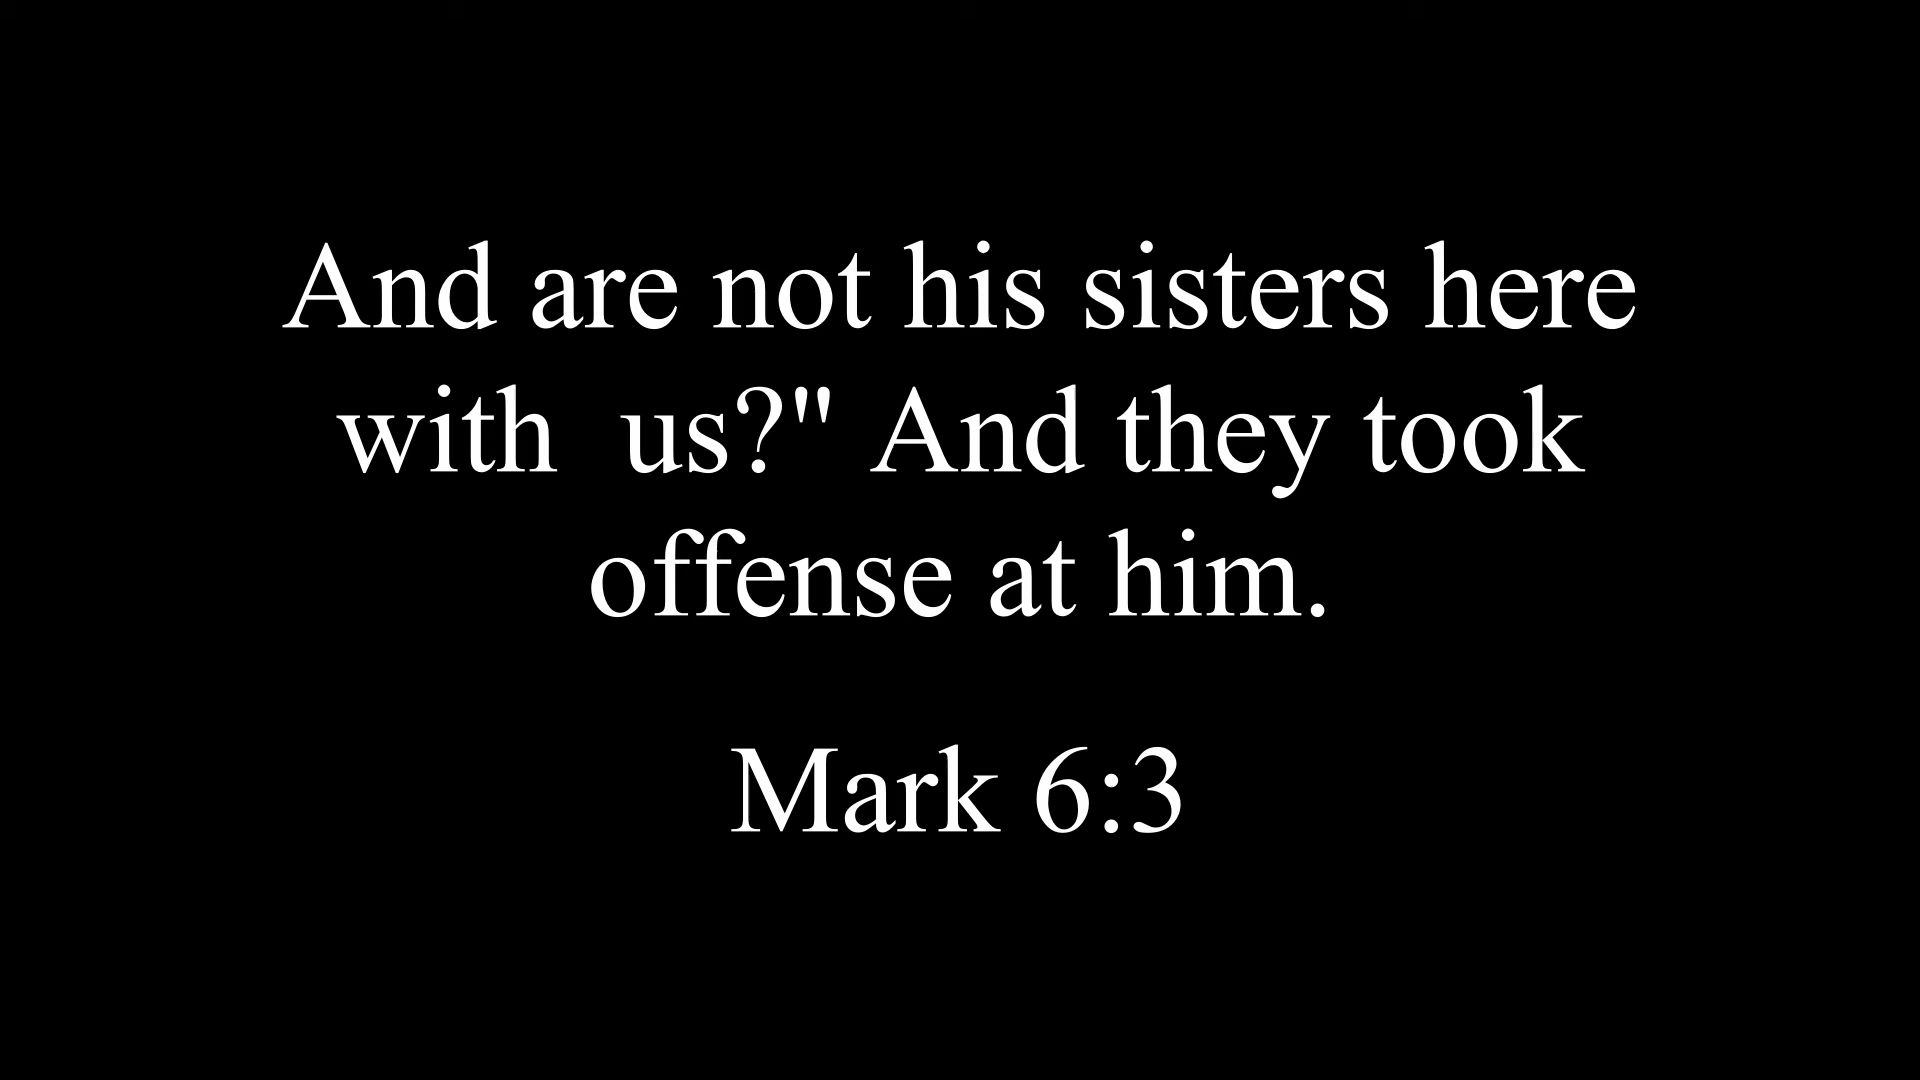 And are not his sisters here
with  us?" And they took
offense at him.
Mark 6:3